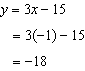 y = 3x − 15
= 3(−1) − 15
= −18